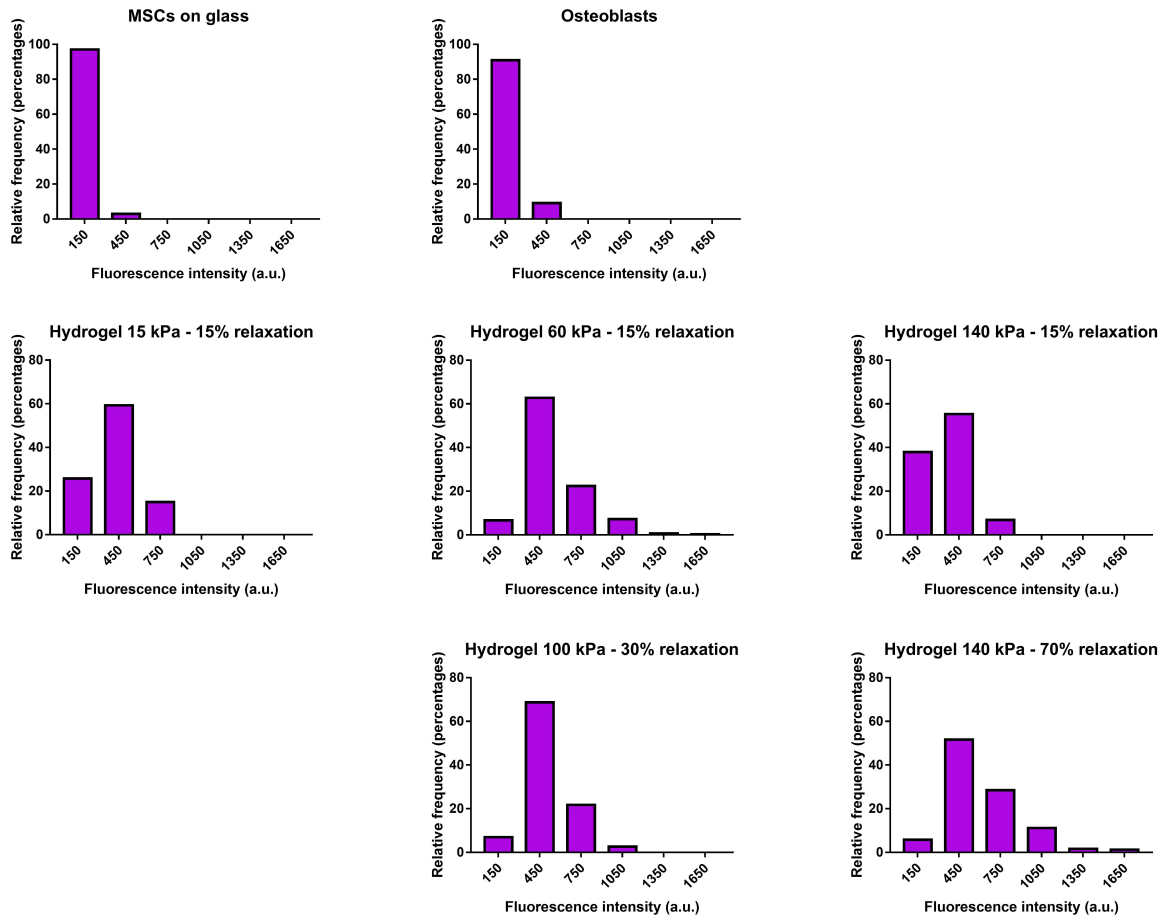 MSCs on glass
Relative frequency (percentages)
100
80
60
40
20
0
150 450 750 1050 1350 1650
Fluorescence intensity (a.u.)
Osteoblasts
Relative frequency (percentages)
100
80
60
40
20
0
150 450 750 1050 1350 1650
Fluorescence intensity (a.u.)
Hydrogel 15 kPa - 15% relaxation
Relative frequency (percentages)
80
60
40
20
0
150 450 750 1050 1350 1650
Fluorescence intensity (a.u.)
Hydrogel 60 kPa - 15% relaxation
Relative frequency (percentages)
80
60
40
20
0
150 450 750 1050 1350 1650
Fluorescence intensity (a.u.)
Hydrogel 140 kPa - 15% relaxation
Relative frequency (percentages)
80
60
40
20
0
150 450 750 1050 1350 1650
Fluorescence intensity (a.u.)
Hydrogel 100 kPa - 30% relaxation
Relative frequency (percentages)
80
60
40
20
0
150 450 750 1050 1350 1650
Fluorescence intensity (a.u.)
Hydrogel 140 kPa - 70% relaxation
Relative frequency (percentages)
80
60
40
20
0
150 450 750 1050 1350 1650
Fluorescence intensity (a.u.)